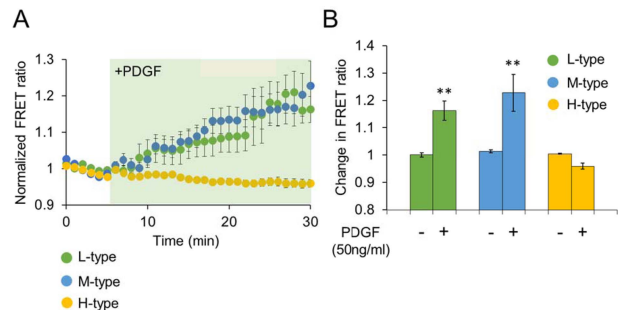 A
+PDGF
Normalized FRET ratio
1.3
1.2
1.1
1
0.9
0
10
20
30
Time (min)
L-type
M-type
H-type
B
Change in FRET ratio
1.4
1.3
1.2
1.1
1.0
0.9
0.8
**
**
L-type
M-type
H-type
- + - + - +
PDGF
(50ng/ml)